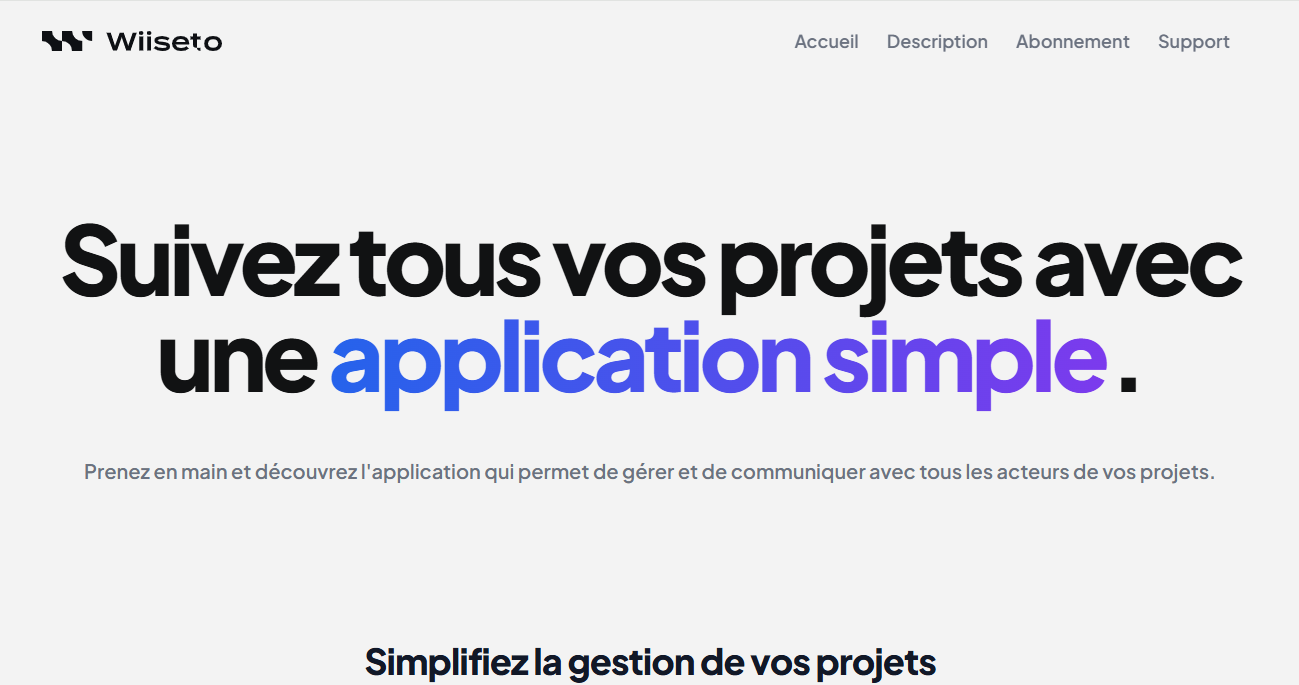 Wiiseto
Accueil Description Abonnement Support
Suivez tous vos projets avec
une application simple .
Prenez en main et découvrez l'application qui permet de gérer et de communiquer avec tous les acteurs de vos projets.
Simplifiez la gestion de vos projets